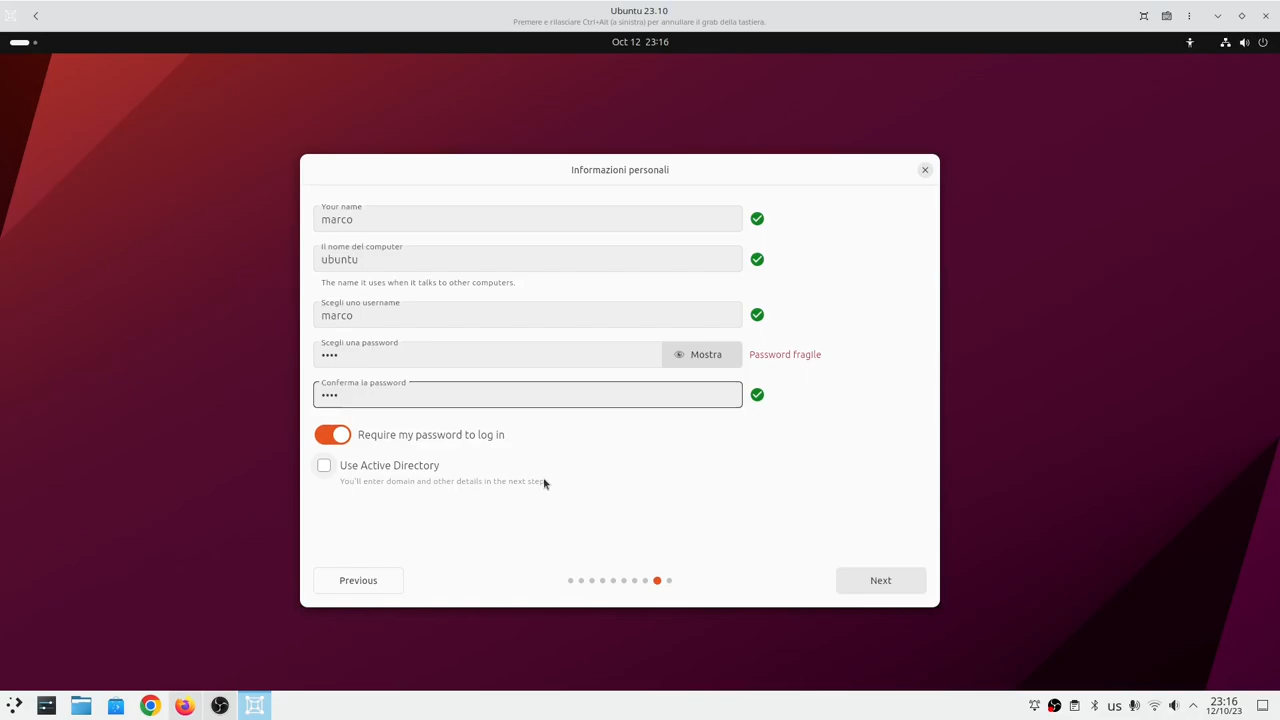 Ubuntu 23.10
Premere e rilasciare Ctrl+Alt (a sinistra) per annullare il grab della tastiera.
Oct 12 23:16
Informazioni personali
Your name
marco
Il nome del computer
ubuntu
The name it uses when it talks to other computers.
Scegli uno username
marco
Scegli una password
••••
Mostra
Password fragile
Conferma la password
••••
Require my password to log in
Use Active Directory
You'll enter domain and other details in the next step.
Previous
Next
us
23:16
12/10/23